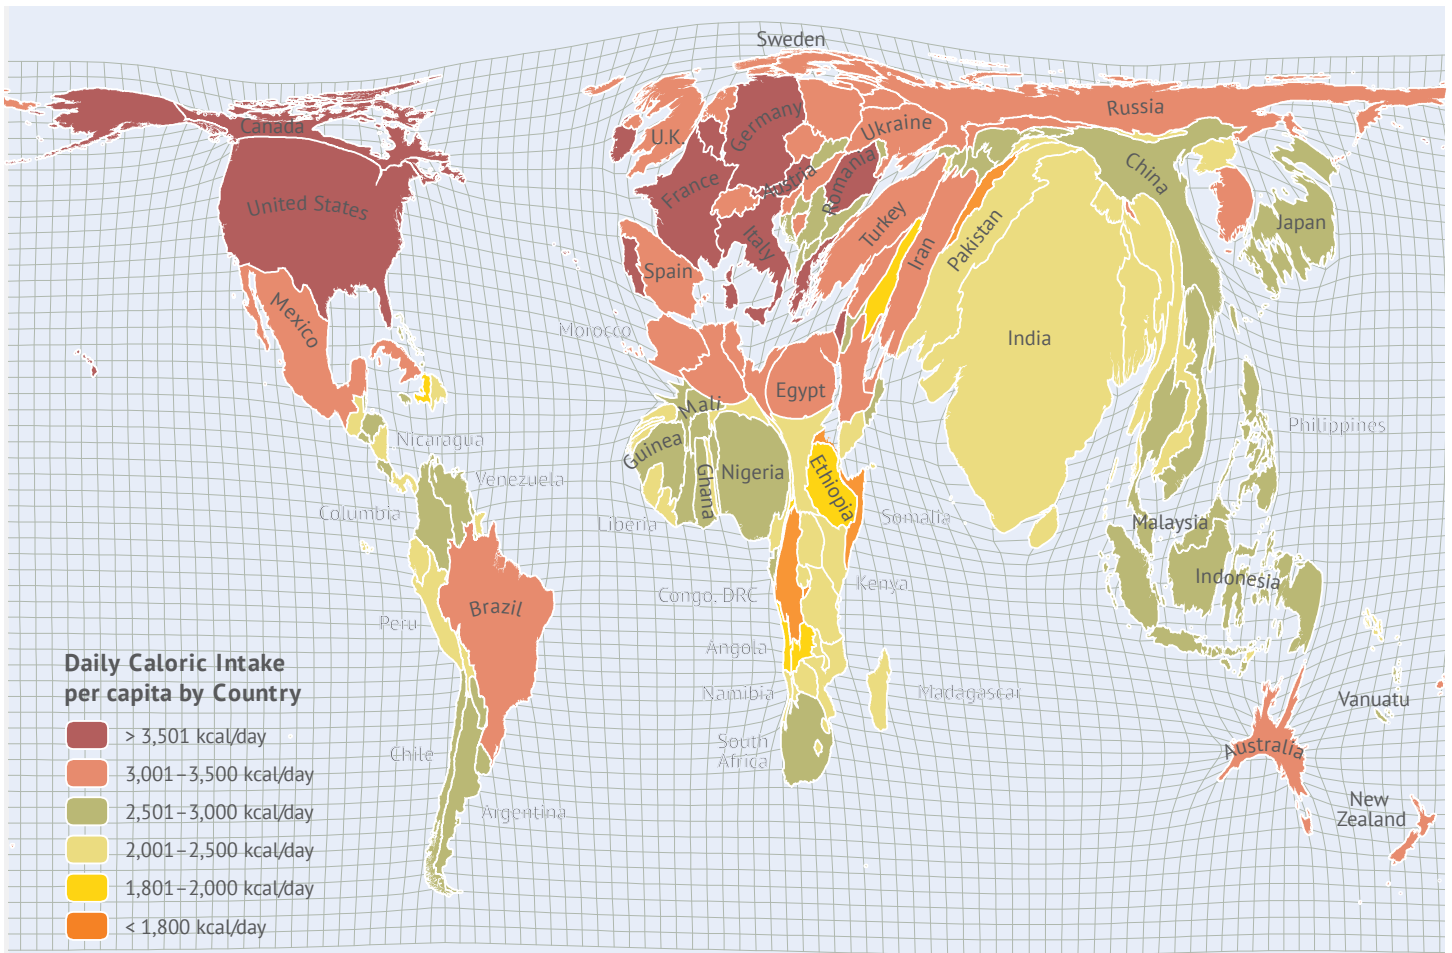 Sweden
Russia
Canada
U.K.
Germany
Ukraine
France
Austria
Romania
China
United States
Italy
Turkey
Iran
Pakistan
Japan
Spain
Mexico
Morocco
India
Egypt
Mali
Nicaragua
Guinea
Ghana
Nigeria
Ethiopia
Philippines
Venezuela
Columbia
Liberia
Somalia
Malaysia
Indonesia
Congo, DRC
Kenya
Brazil
Peru
Angola
Namibia
Madagascar
Vanuatu
South
Africa
Australia
Chile
Argentina
New
Zealand
Daily Caloric Intake
per capita by Country
> 3,501 kcal/day
3,001–3,500 kcal/day
2,501–3,000 kcal/day
2,001–2,500 kcal/day
1,801–2,000 kcal/day
< 1,800 kcal/day